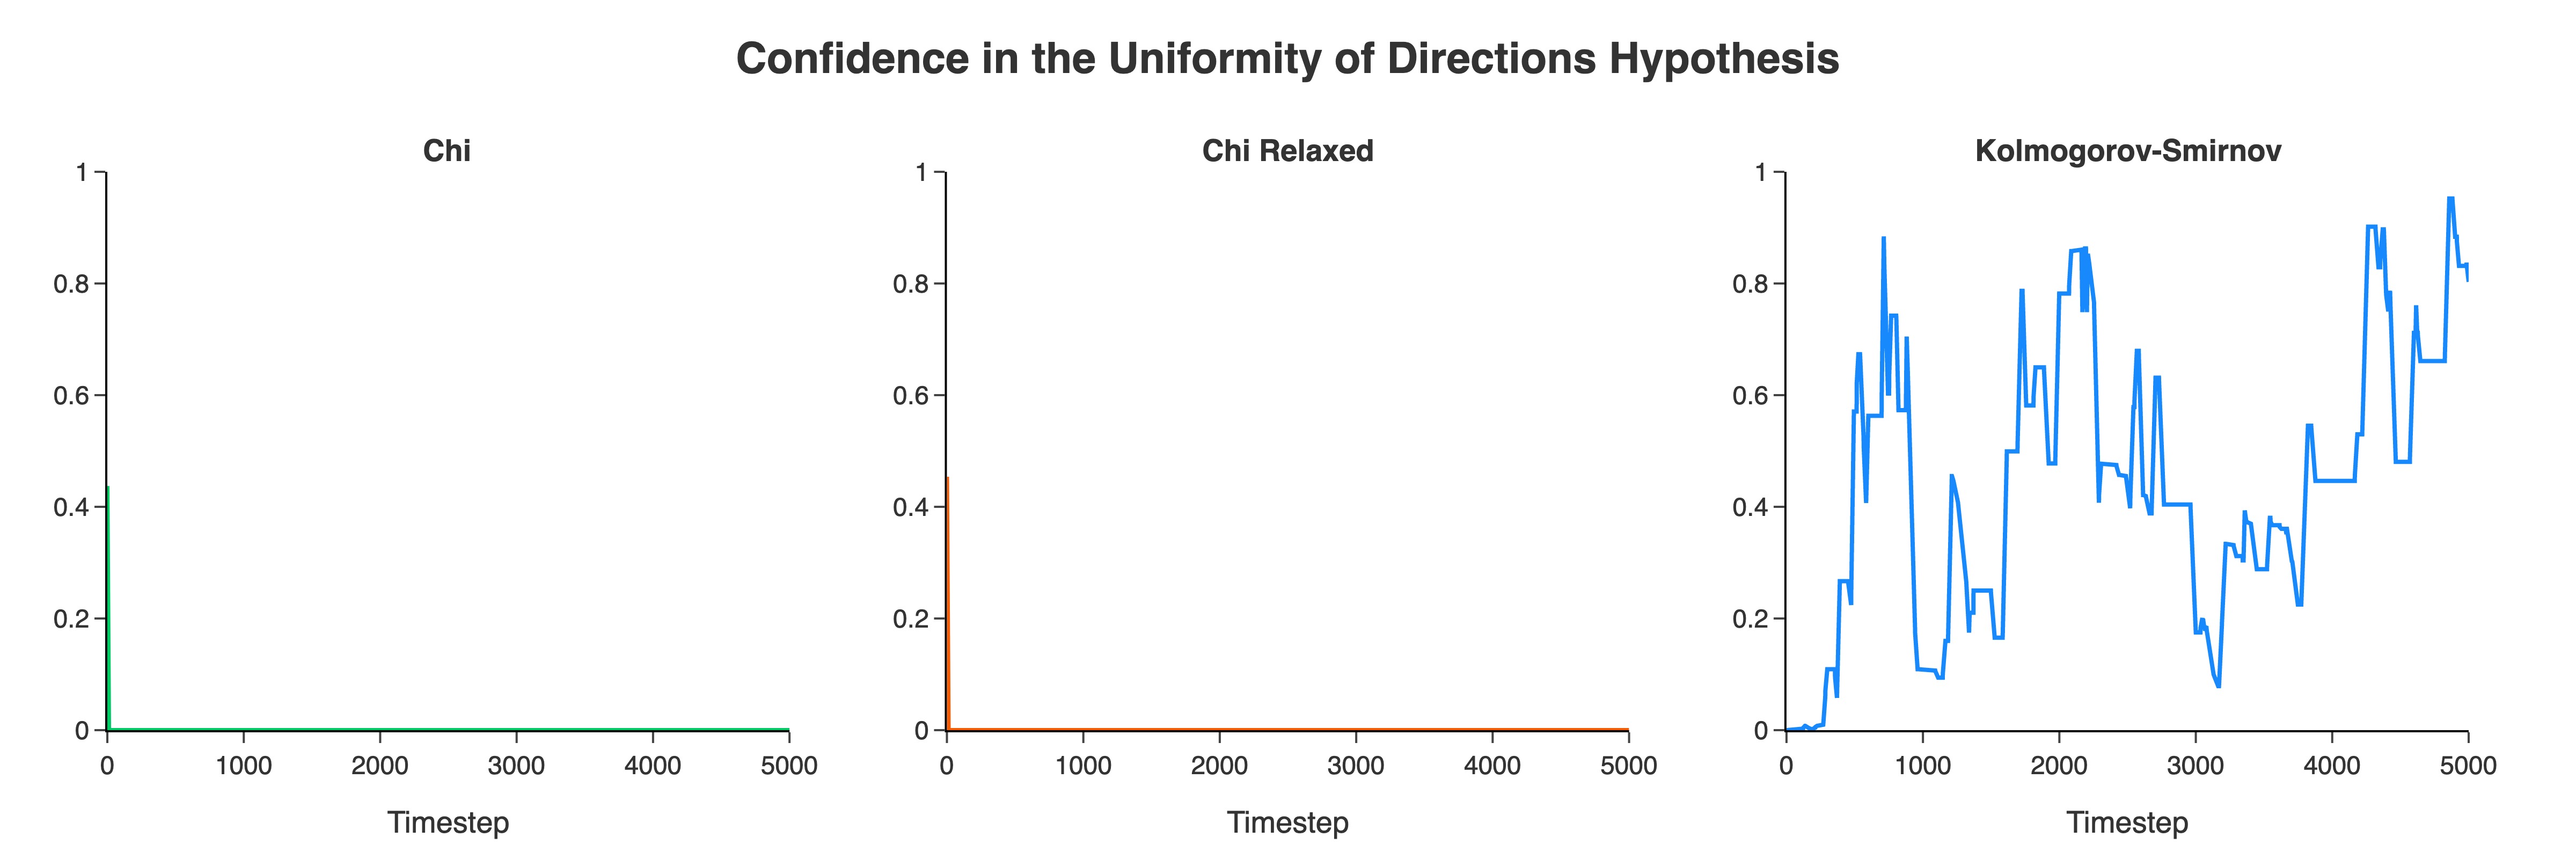 Confidence in the Uniformity of Directions Hypothesis
Chi
1
0.8
0.6
0.4
0.2
0
0 1000 2000 3000 4000 5000
Timestep
Chi Relaxed
1
0.8
0.6
0.4
0.2
0
0 1000 2000 3000 4000 5000
Timestep
Kolmogorov-Smirnov
1
0.8
0.6
0.4
0.2
0
0 1000 2000 3000 4000 5000
Timestep